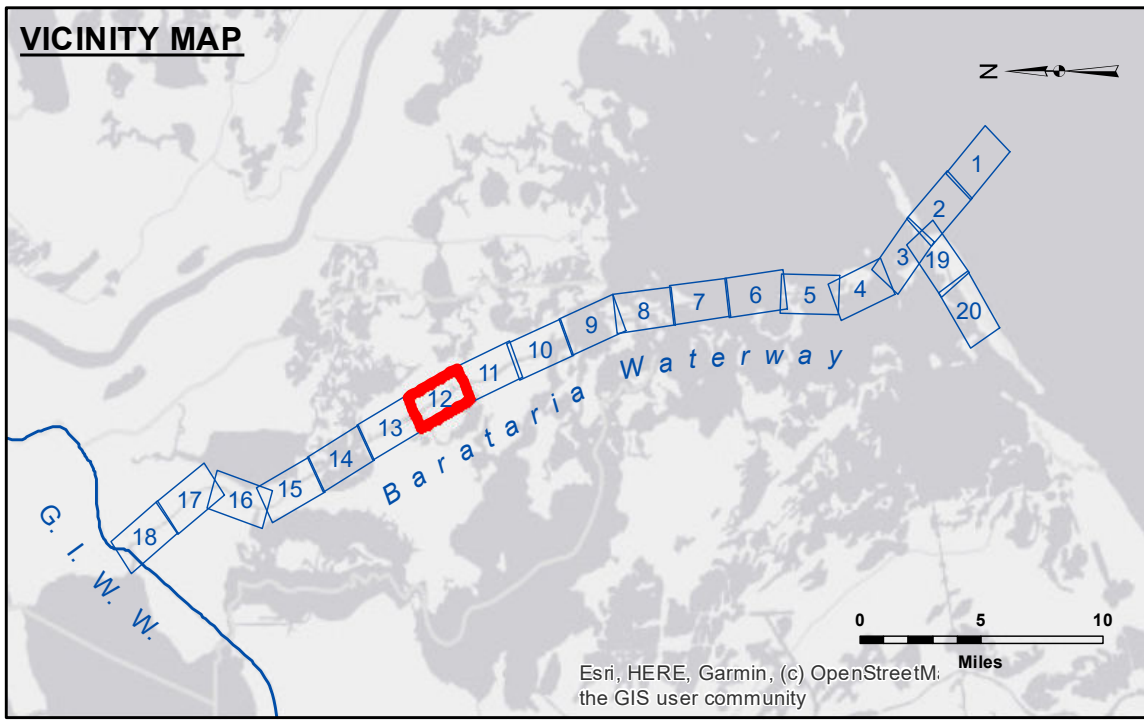 VICINITY MAP
N
1
2
3
19
4
20
5
6
7
8
9
10
11
12
13
14
15
16
17
18
Barataria Waterway
G. I. W. W.
0 5 10
Miles
Esri, HERE, Garmin, (c) OpenStreetM
the GIS user community